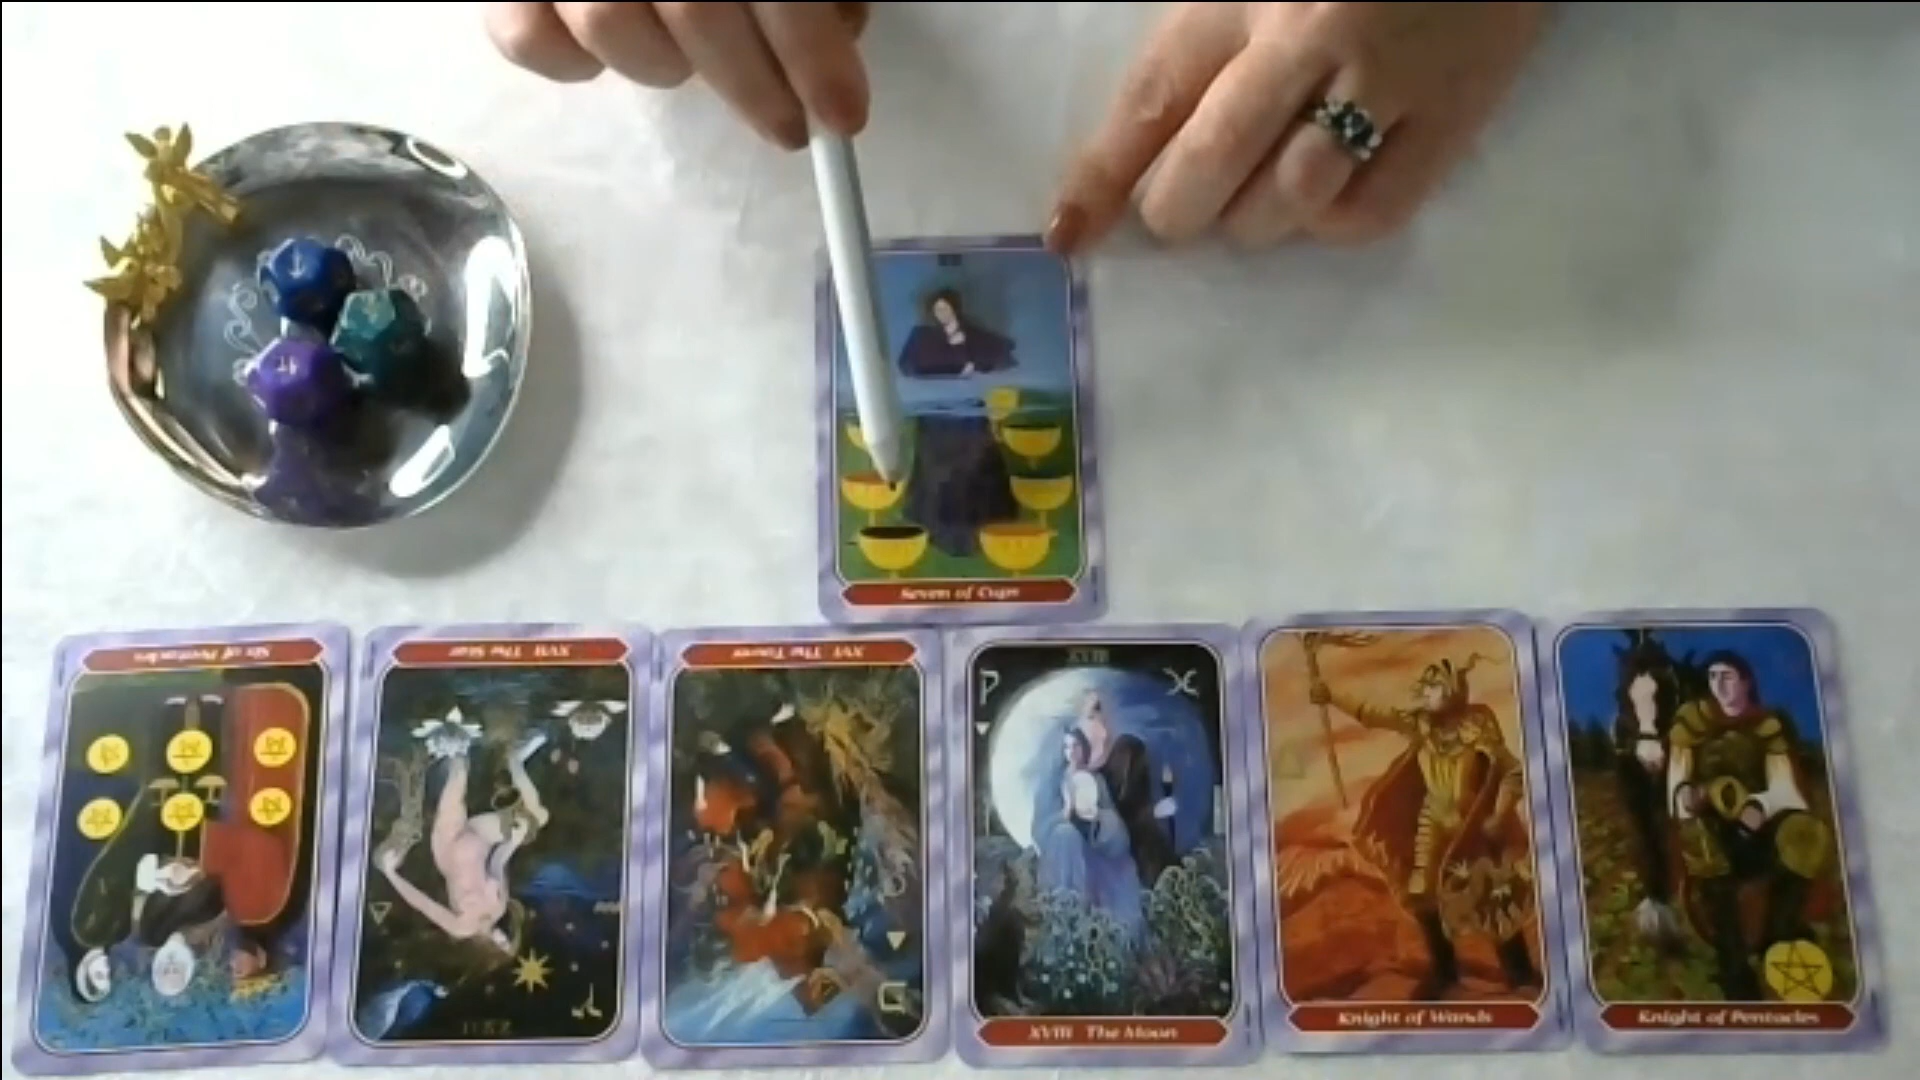 Seven of Cups
Six of Pentacles
XVII The Star
XVI The Tower
XVIII
XVIII The Moon
Knight of Wands
Knight of Pentacles